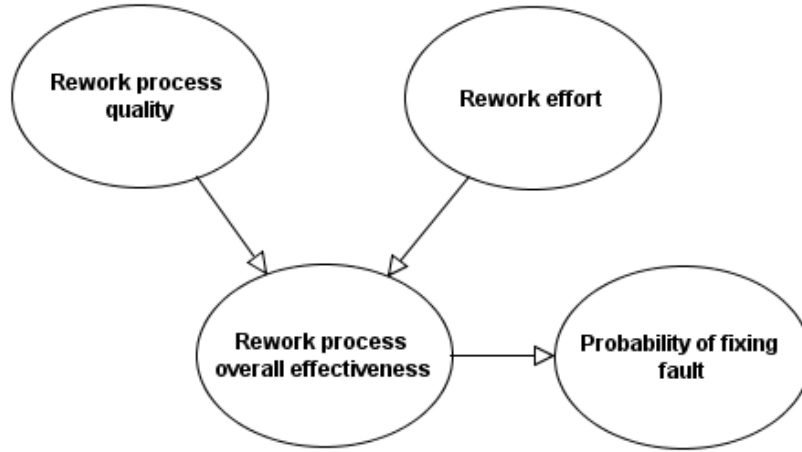 Rework process
quality
Rework effort
Rework process
overall effectiveness
Probability of fixing
fault